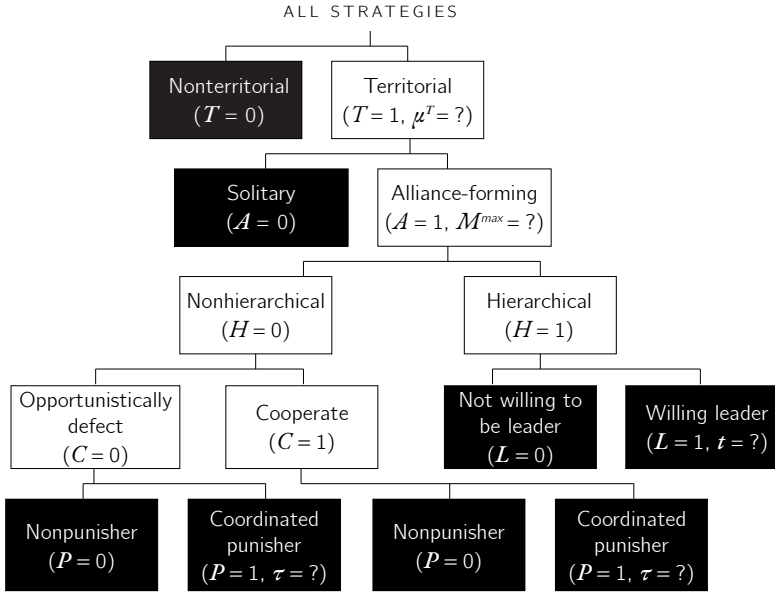 ALL STRATEGIES
Nonterritorial
(T = 0)
Territorial
(T = 1, μᵀ = ?)
Solitary
(A = 0)
Alliance-forming
(A = 1, Mᵐᵃˣ = ?)
Nonhierarchical
(H = 0)
Hierarchical
(H = 1)
Opportunistically
defect
(C = 0)
Cooperate
(C = 1)
Not willing to
be leader
(L = 0)
Willing leader
(L = 1, t = ?)
Nonpunisher
(P = 0)
Coordinated
punisher
(P = 1, τ = ?)
Nonpunisher
(P = 0)
Coordinated
punisher
(P = 1, τ = ?)